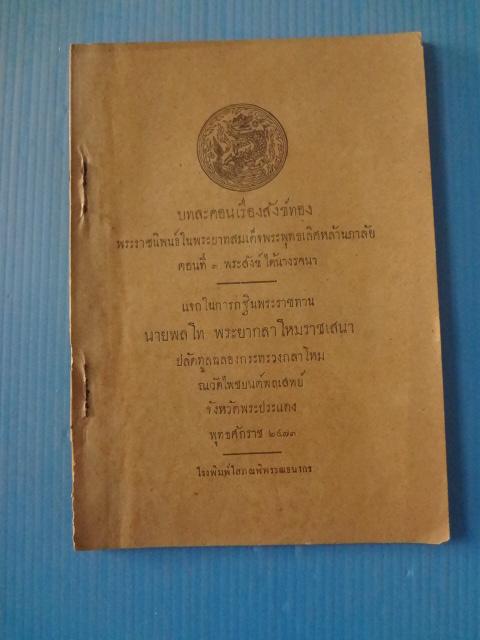 บทละคอนเรื่องสังข์ทอง
พระราชนิพนธ์ในพระบาทสมเด็จพระพุทธเลิศหล้านภาลัย
ตอนที่ ๓ พระสังข์ได้นางรจนา
แจกในการกฐินพระราชทาน
นายพลโท พระยากลาโหมราชเสนา
ปลัดทูลฉลองกระทรวงกลาโหม
ณวัดไพชยนต์พลเสพย์
จังหวัดพระประแดง
พุทธศักราช ๒๔๗๓
โรงพิมพ์โสภณพิพรรฒธนากร